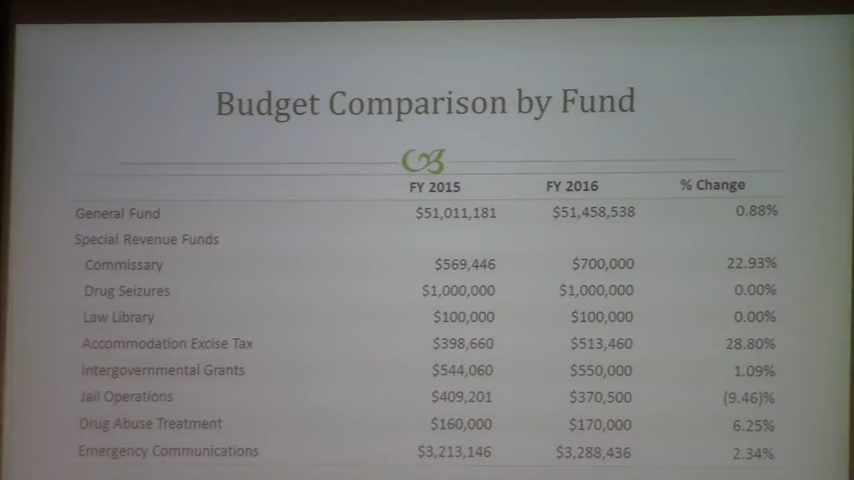 Budget Comparison by Fund
FY 2015 FY 2016 % Change
General Fund $51,011,181 $51,458,538 0.88%
Special Revenue Funds
Commissary $569,446 $700,000 22.93%
Drug Seizures $1,000,000 $1,000,000 0.00%
Law Library $100,000 $100,000 0.00%
Accommodation Excise Tax $398,660 $513,460 28.80%
Intergovernmental Grants $544,060 $550,000 1.09%
Jail Operations $409,201 $370,500 (9.46)%
Drug Abuse Treatment $160,000 $170,000 6.25%
Emergency Communications $3,213,146 $3,288,436 2.34%